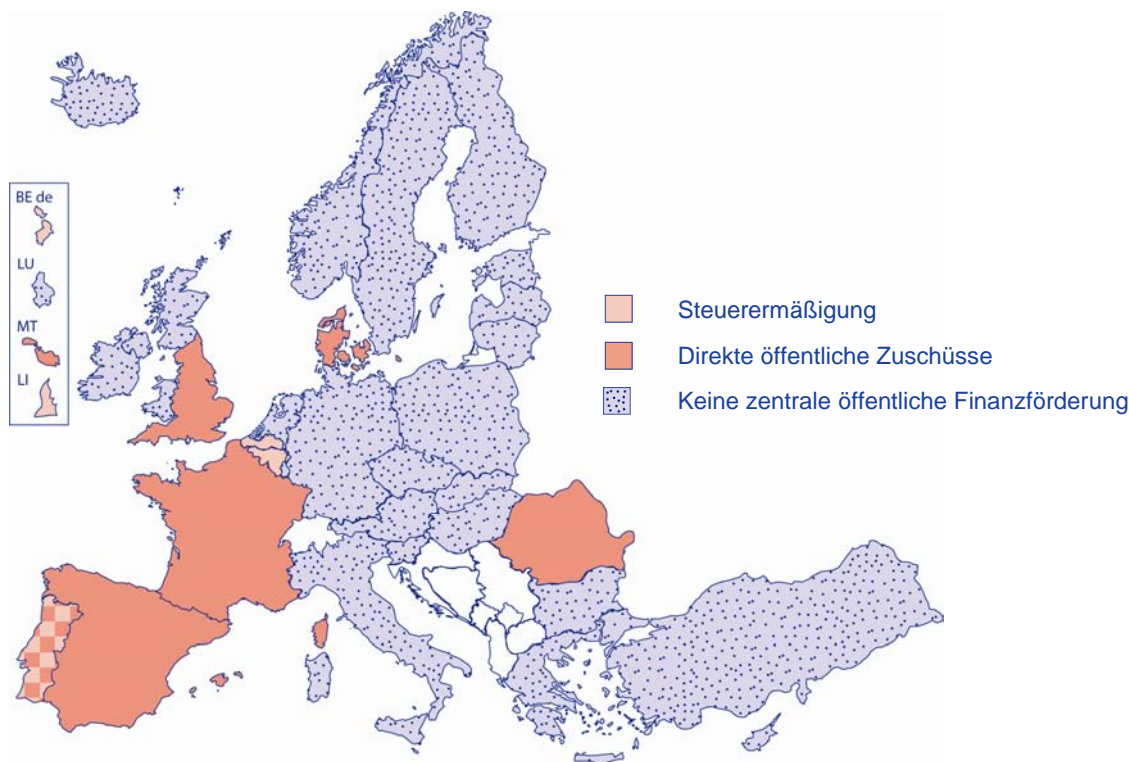 BE de
LU
MT
LI
Steuerermäßigung
Direkte öffentliche Zuschüsse
Keine zentrale öffentliche Finanzförderung